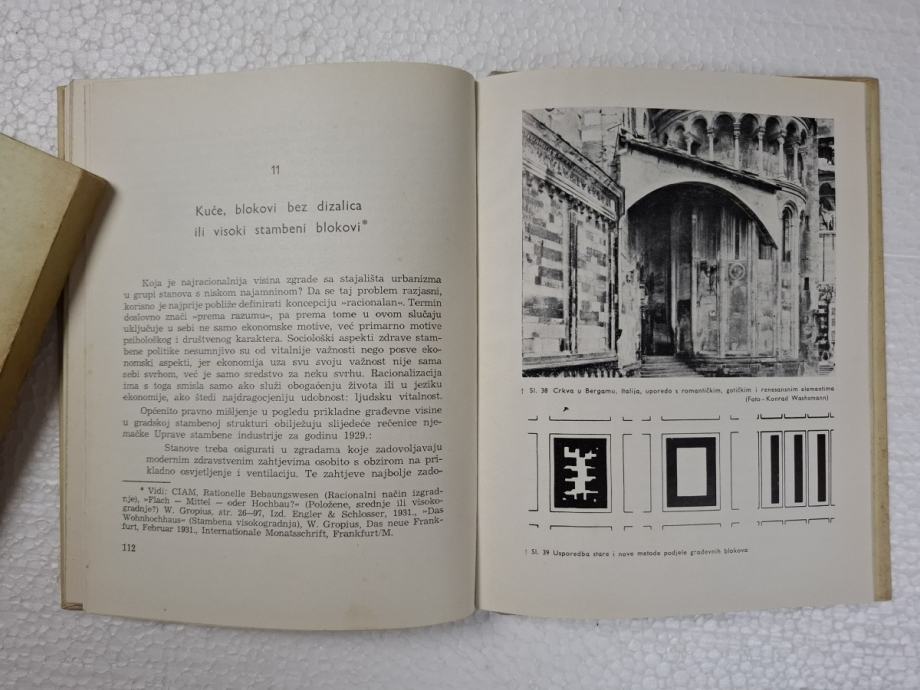 11
Kuće, blokovi bez dizalica
ili visoki stambeni blokovi*
Koja je najracionalnija visina zgrade sa stajališta urbanizma
u grupi stanova s niskom najamninom? Da se taj problem razjasni,
korisno je najprije pobliže definirati koncepciju »racionalan«. Termin
doslovno znači »prema razumu«, pa prema tome u ovom slučaju
uključuje u sebi ne samo ekonomske motive, već primarno motive
psihološkog i društvenog karaktera. Sociološki aspekti zdrave stam-
bene politike nesumnjivo su od vitalnije važnosti nego posve eko-
nomski aspekti, jer ekonomija uza svu svoju važnost nije sama
sebi svrhom, već je samo sredstvo za neku svrhu. Racionalizacija
ima s toga smisla samo ako služi obogaćenju života ili u jeziku
ekonomije, ako štedi najdragocjeniju udobnost: ljudsku vitalnost.
Općenito pravno mišljenje u pogledu prikladne građevne visine
u gradskoj stambenoj strukturi obilježuju slijedeće rečenice nje-
mačke Uprave stambene industrije za godinu 1929.:
Stanove treba osigurati u zgradama koje zadovoljavaju
modernim zdravstvenim zahtjevima osobito s obzirom na pri-
kladno osvjetljenje i ventilaciju. Te zahtjeve najbolje zado-
* Vidi: CIAM, Rationelle Bebaungswesen (Racionalni način izgrad-
nje), »Flach — Mittel — oder Hochbau?« (Položene, srednje ili visoko-
gradnje?) W. Gropius, str. 26—97, Izd. Engler & Schlosser, 1931., »Das
Wohnhochhaus« (Stambena visokogradnja), W. Gropius, Das neue Frank-
furt, Februar 1931., Internationale Monatsschrift, Frankfurt/M.
112
↑ Sl. 38 Crkva u Bergamu, Italija, uporedo s romantičkim, gotičkim i renesansnim elementima
(Foto - Konrad Wachsmann)
↑ Sl. 39 Usporedba stare i nove metode podjele građevnih blokova